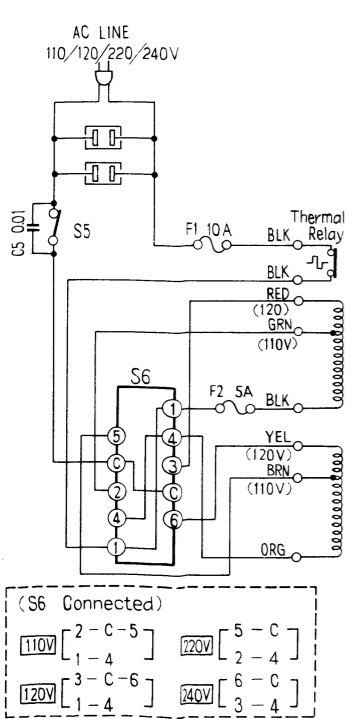 AC LINE
110/120/220/240V
C5 0.01
S5
F1 10A
BLK
Thermal
Relay
BLK
RED
(120)
GRN
(110V)
S6
F2 5A
BLK
1
5
4
YEL
(120V)
C
3
BRN
(110V)
2
C
4
6
1
ORG
(S6 Connected)
110V 2-C-5
1-4
220V 5-C
2-4
120V 3-C-6
1-4
240V 6-C
3-4